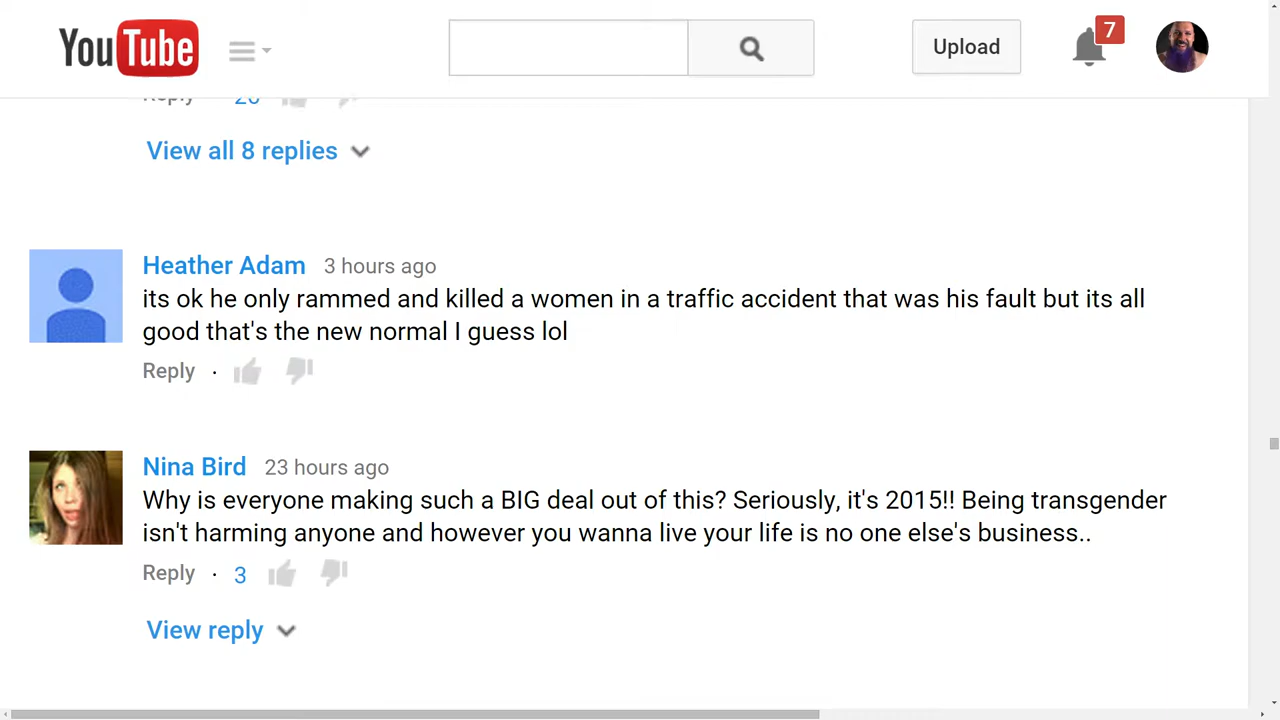 YouTube
Upload
7
Reply 20
View all 8 replies
Heather Adam 3 hours ago
its ok he only rammed and killed a women in a traffic accident that was his fault but its all
good that's the new normal I guess lol
Reply ·
Nina Bird 23 hours ago
Why is everyone making such a BIG deal out of this? Seriously, it's 2015!! Being transgender
isn't harming anyone and however you wanna live your life is no one else's business..
Reply · 3
View reply